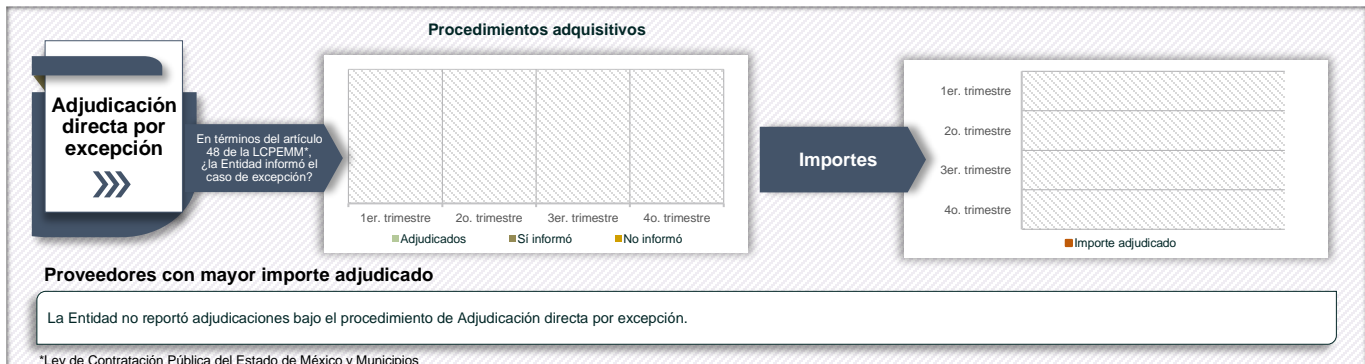 Procedimientos adquisitivos
Adjudicación
directa por
excepción
En términos del artículo
48 de la LCPEMM*,
¿la Entidad informó el
caso de excepción?
1er. trimestre
2o. trimestre
3er. trimestre
4o. trimestre
Adjudicados
Sí informó
No informó
Importes
1er. trimestre
2o. trimestre
3er. trimestre
4o. trimestre
Importe adjudicado
Proveedores con mayor importe adjudicado
La Entidad no reportó adjudicaciones bajo el procedimiento de Adjudicación directa por excepción.
*Ley de Contratación Pública del Estado de México y Municipios